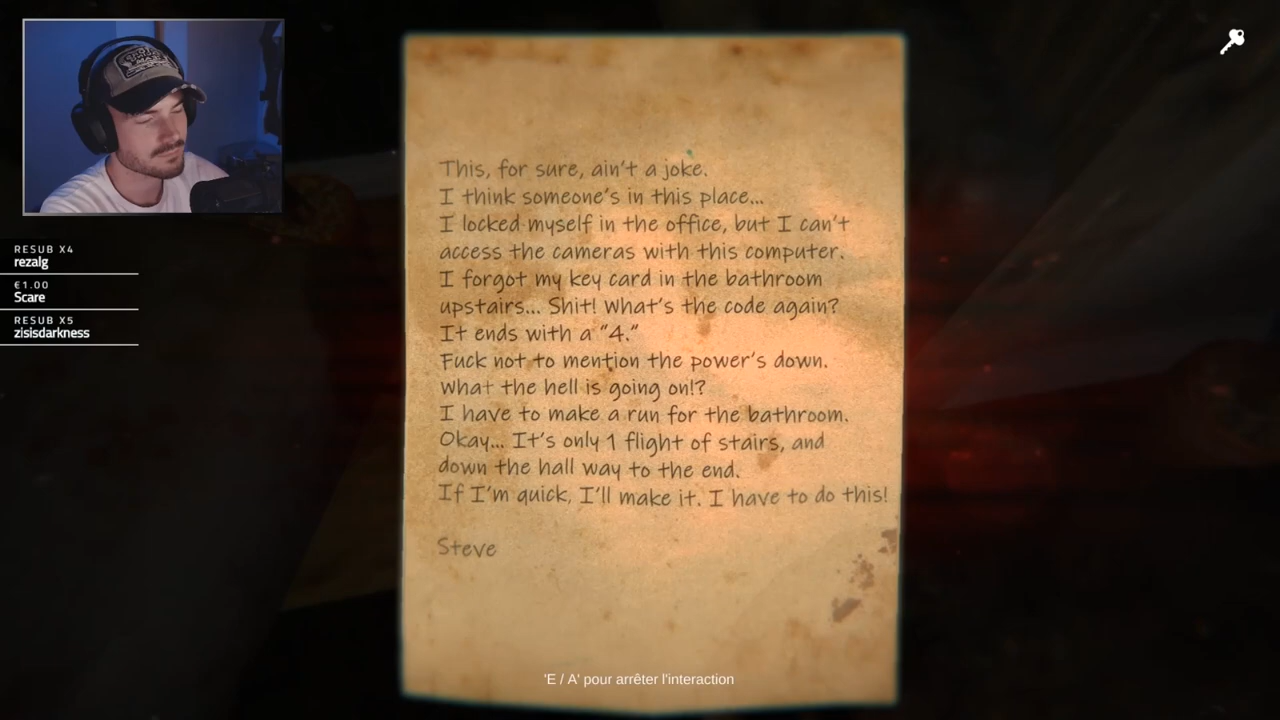 RESUB X4
rezalg
€1.00
Scare
RESUB X5
zisisdarkness
This, for sure, ain't a joke.
I think someone's in this place...
I locked myself in the office, but I can't
access the cameras with this computer.
I forgot my key card in the bathroom
upstairs... Shit! What's the code again?
It ends with a "4."
Fuck not to mention the power's down.
What the hell is going on!?
I have to make a run for the bathroom.
Okay... It's only 1 flight of stairs, and
down the hall way to the end.
If I'm quick, I'll make it. I have to do this!
Steve
'E / A' pour arrêter l'interaction